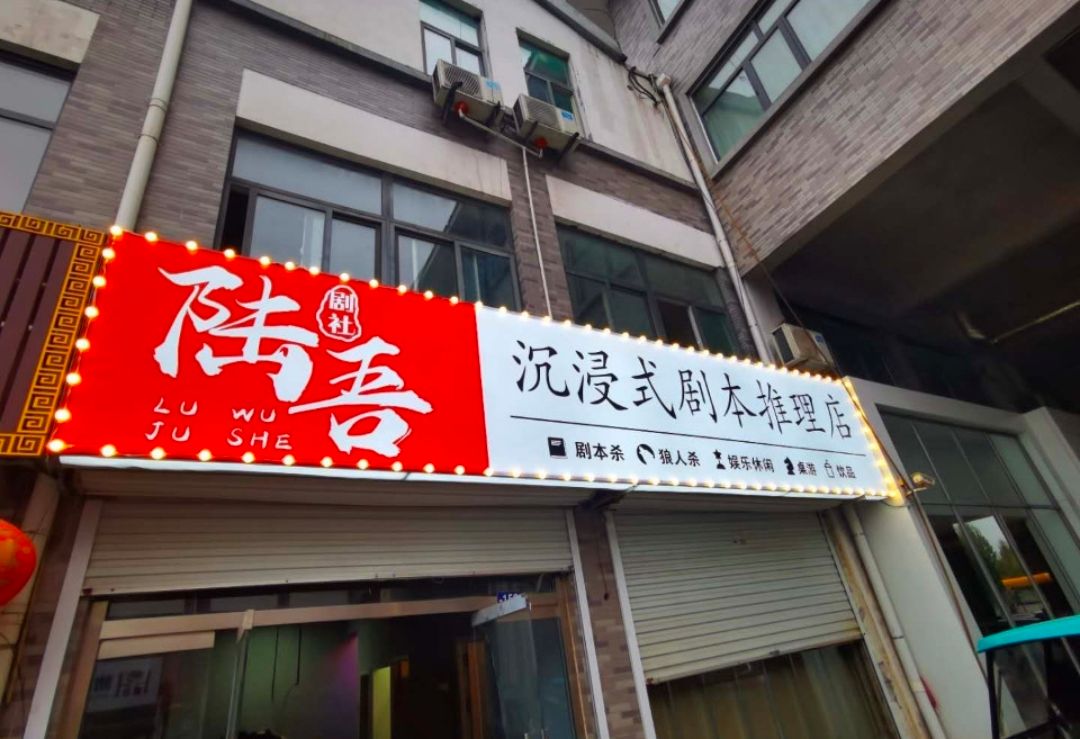 陆吾
剧社
LU WU
JU SHE
沉浸式剧本推理店
剧本杀 狼人杀 娱乐休闲 桌游 饮品